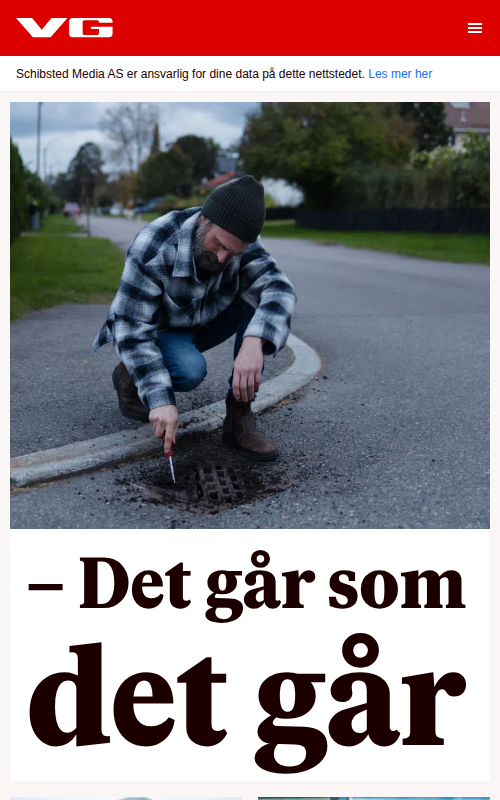 VG
Schibsted Media AS er ansvarlig for dine data på dette nettstedet. Les mer her
– Det går som
det går